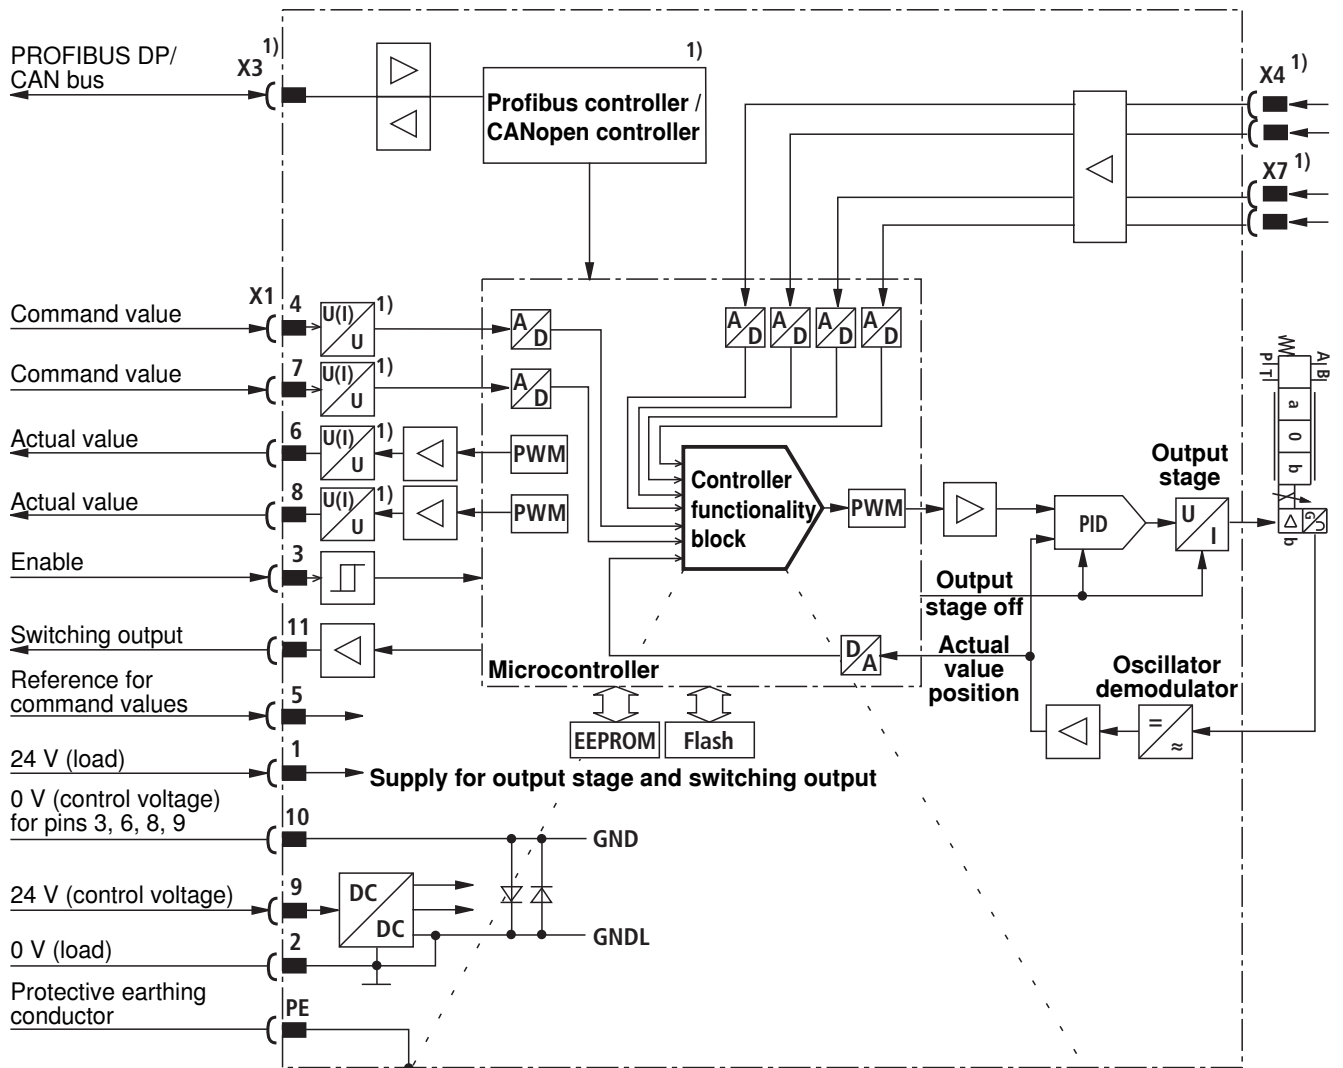 PROFIBUS DP/
CAN bus
1)
X3
1)
Profibus controller /
CANopen controller
X4 1)
X7 1)
X1
Command value
4
U(I)
U
1)
A
D
A
D
A
D
A
D
A
D
Command value
7
U(I)
U
1)
A
D
Actual value
6
U(I)
U
1)
PWM
Actual value
8
U(I)
U
1)
PWM
Controller
functionality
block
PWM
PID
Output
stage
U
I
A B
P T
a
0
b
G
b
Enable
3
Output
stage off
Switching output
11
Microcontroller
D
A
Actual
value
position
Oscillator
demodulator
=
≈
Reference for
command values
5
EEPROM
Flash
24 V (load)
1
Supply for output stage and switching output
0 V (control voltage)
for pins 3, 6, 8, 9
10
GND
24 V (control voltage)
9
DC
DC
GNDL
0 V (load)
2
Protective earthing
conductor
PE